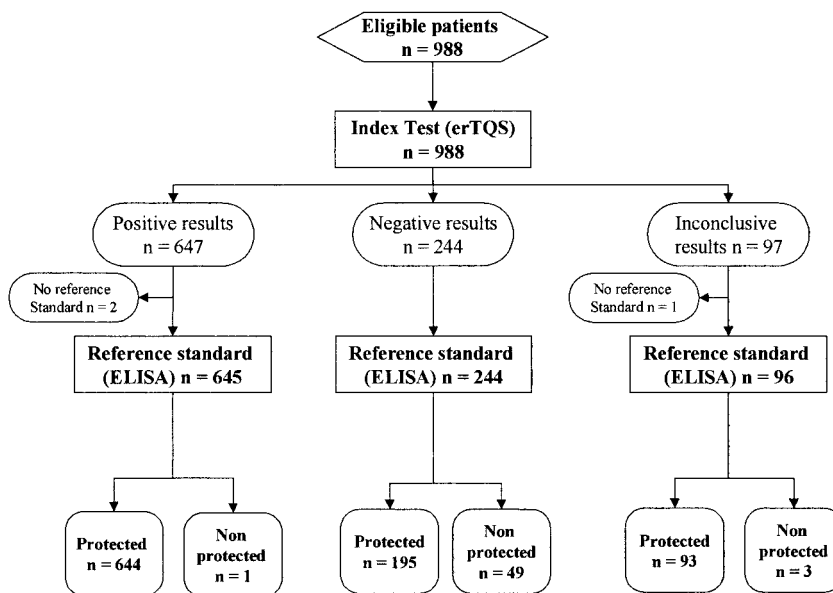 Eligible patients
n = 988
Index Test (erTQS)
n = 988
Positive results
n = 647
Negative results
n = 244
Inconclusive
results n = 97
No reference
Standard n = 2
No reference
Standard n = 1
Reference standard
(ELISA) n = 645
Reference standard
(ELISA) n = 244
Reference standard
(ELISA) n = 96
Protected
n = 644
Non
protected
n = 1
Protected
n = 195
Non
protected
n = 49
Protected
n = 93
Non
protected
n = 3